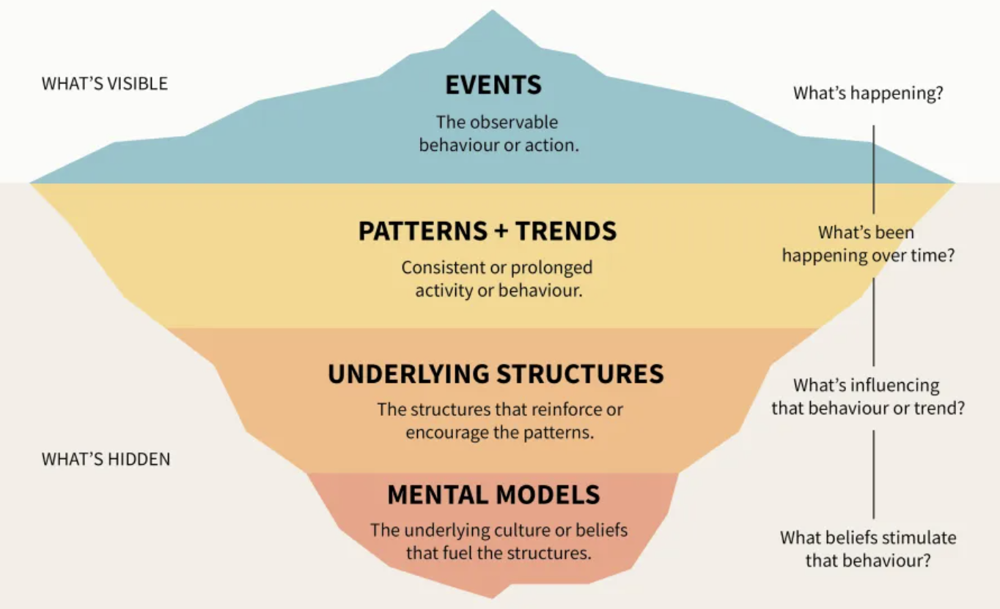 WHAT’S VISIBLE
EVENTS
The observable
behaviour or action.
What’s happening?
PATTERNS + TRENDS
Consistent or prolonged
activity or behaviour.
What’s been
happening over time?
UNDERLYING STRUCTURES
The structures that reinforce or
encourage the patterns.
What’s influencing
that behaviour or trend?
WHAT’S HIDDEN
MENTAL MODELS
The underlying culture or beliefs
that fuel the structures.
What beliefs stimulate
that behaviour?